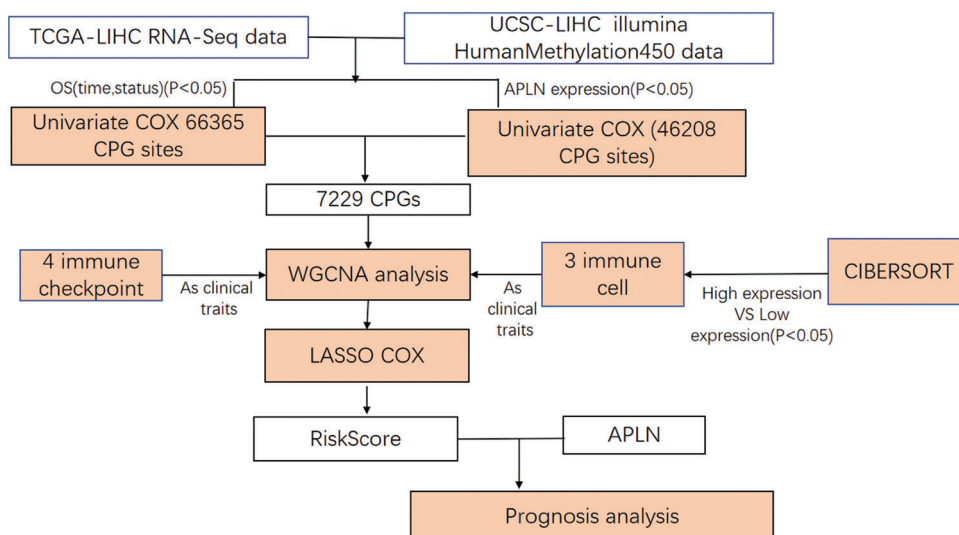 TCGA-LIHC RNA-Seq data
UCSC-LIHC illumina
HumanMethylation450 data
OS(time,status)(P<0.05)
APLN expression(P<0.05)
Univariate COX 66365
CPG sites
Univariate COX (46208
CPG sites)
7229 CPGs
4 immune
checkpoint
As clinical
traits
WGCNA analysis
As
clinical
traits
3 immune
cell
High expression
VS Low
expression(P<0.05)
CIBERSORT
LASSO COX
RiskScore
APLN
Prognosis analysis